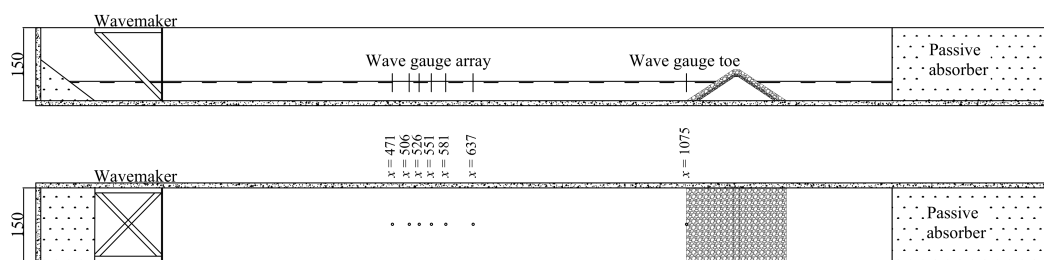 Wavemaker
150
Wave gauge array
Wave gauge toe
Passive
absorber
x = 471
x = 506
x = 526
x = 551
x = 581
x = 637
x = 1075
Wavemaker
150
Passive
absorber